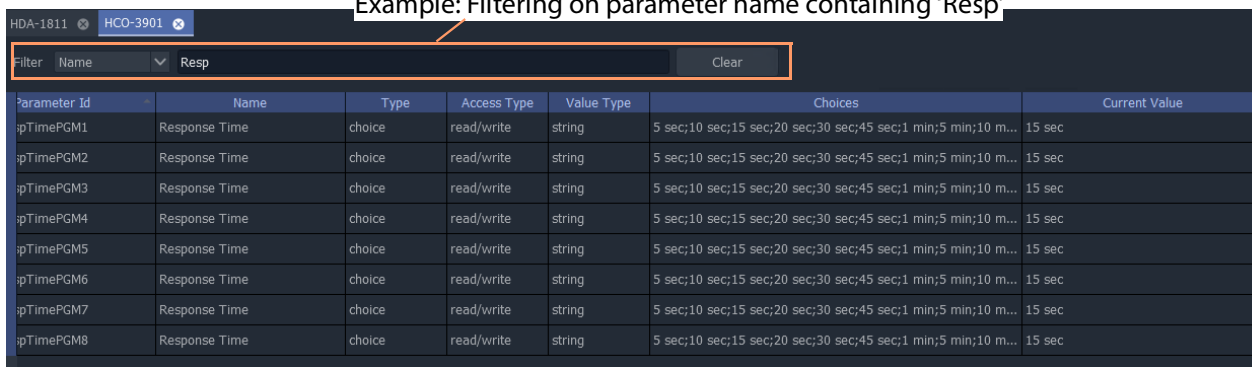 Example: Filtering on parameter name containing 'Resp'
HDA-1811 HCO-3901
Filter Name Resp Clear
Parameter Id Name Type Access Type Value Type Choices Current Value
spTimePGM1 Response Time choice read/write string 5 sec;10 sec;15 sec;20 sec;30 sec;45 sec;1 min;5 min;10 m... 15 sec
spTimePGM2 Response Time choice read/write string 5 sec;10 sec;15 sec;20 sec;30 sec;45 sec;1 min;5 min;10 m... 15 sec
spTimePGM3 Response Time choice read/write string 5 sec;10 sec;15 sec;20 sec;30 sec;45 sec;1 min;5 min;10 m... 15 sec
spTimePGM4 Response Time choice read/write string 5 sec;10 sec;15 sec;20 sec;30 sec;45 sec;1 min;5 min;10 m... 15 sec
spTimePGM5 Response Time choice read/write string 5 sec;10 sec;15 sec;20 sec;30 sec;45 sec;1 min;5 min;10 m... 15 sec
spTimePGM6 Response Time choice read/write string 5 sec;10 sec;15 sec;20 sec;30 sec;45 sec;1 min;5 min;10 m... 15 sec
spTimePGM7 Response Time choice read/write string 5 sec;10 sec;15 sec;20 sec;30 sec;45 sec;1 min;5 min;10 m... 15 sec
spTimePGM8 Response Time choice read/write string 5 sec;10 sec;15 sec;20 sec;30 sec;45 sec;1 min;5 min;10 m... 15 sec